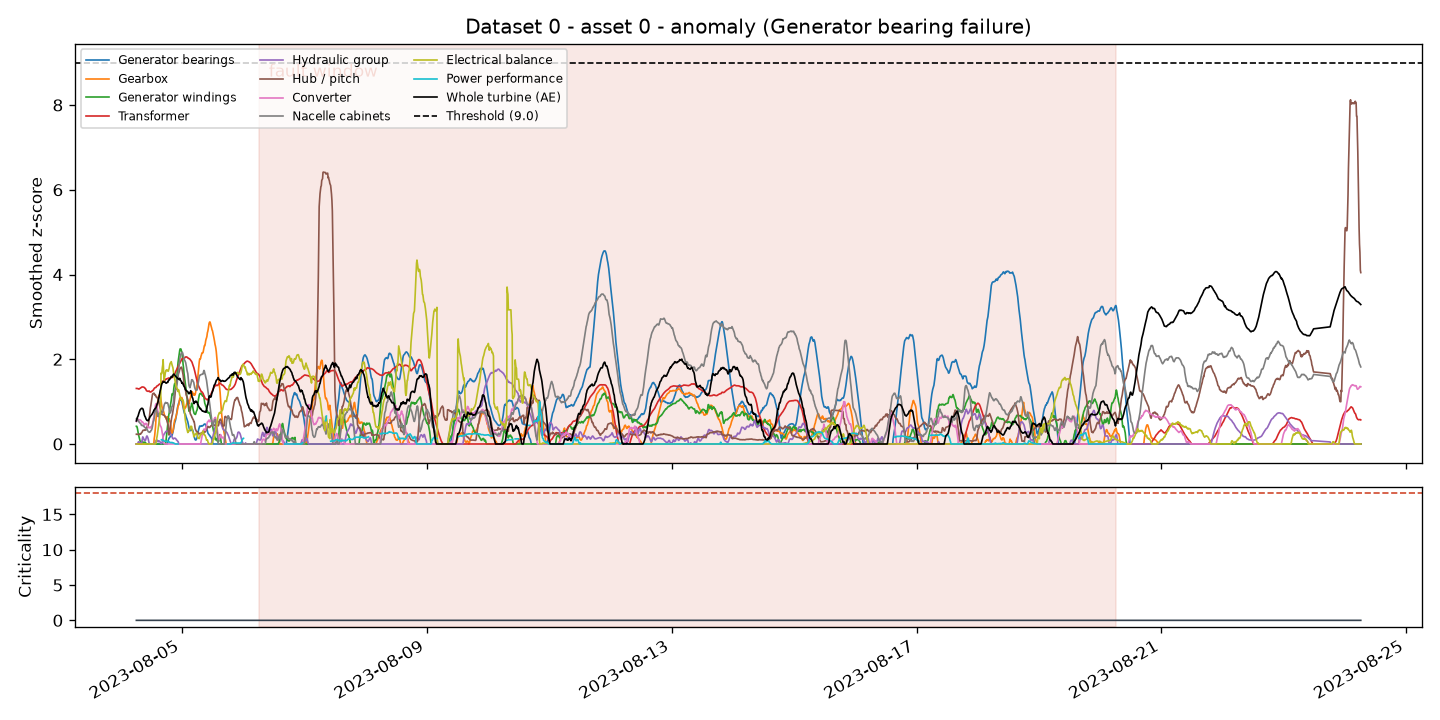 Dataset 0 - asset 0 - anomaly (Generator bearing failure)
Smoothed z-score
8
6
4
2
0
fault window
Generator bearings
Gearbox
Generator windings
Transformer
Hydraulic group
Hub / pitch
Converter
Nacelle cabinets
Electrical balance
Power performance
Whole turbine (AE)
Threshold (9.0)
Criticality
15
10
5
0
2023-08-05
2023-08-09
2023-08-13
2023-08-17
2023-08-21
2023-08-25